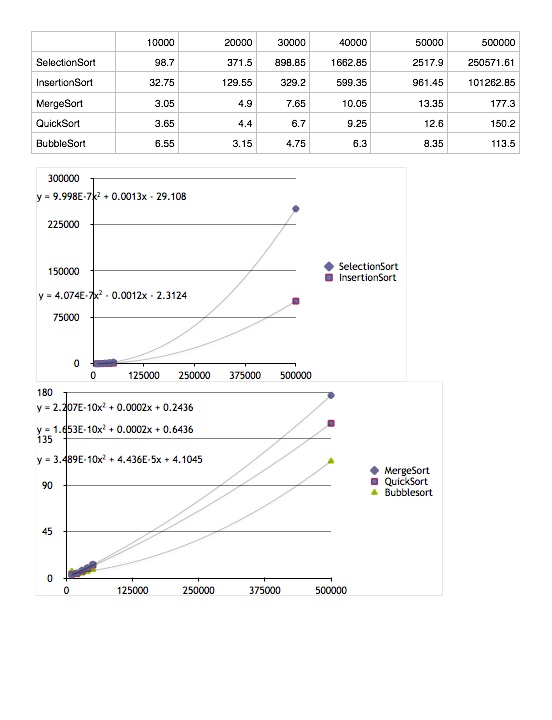 10000 20000 30000 40000 50000 500000
SelectionSort 98.7 371.5 898.85 1662.85 2517.9 250571.61
InsertionSort 32.75 129.55 329.2 599.35 961.45 101262.85
MergeSort 3.05 4.9 7.65 10.05 13.35 177.3
QuickSort 3.65 4.4 6.7 9.25 12.6 150.2
BubbleSort 6.55 3.15 4.75 6.3 8.35 113.5
300000
y = 9.998E-7x² + 0.0013x - 29.108
225000
150000
SelectionSort
InsertionSort
y = 4.074E-7x² - 0.0012x - 2.3124
75000
0
0 125000 250000 375000 500000
180
y = 2.207E-10x² + 0.0002x + 0.2436
y = 1.653E-10x² + 0.0002x + 0.6436
135
y = 3.489E-10x² + 4.436E-5x + 4.1045
MergeSort
QuickSort
Bubblesort
90
45
0
0 125000 250000 375000 500000